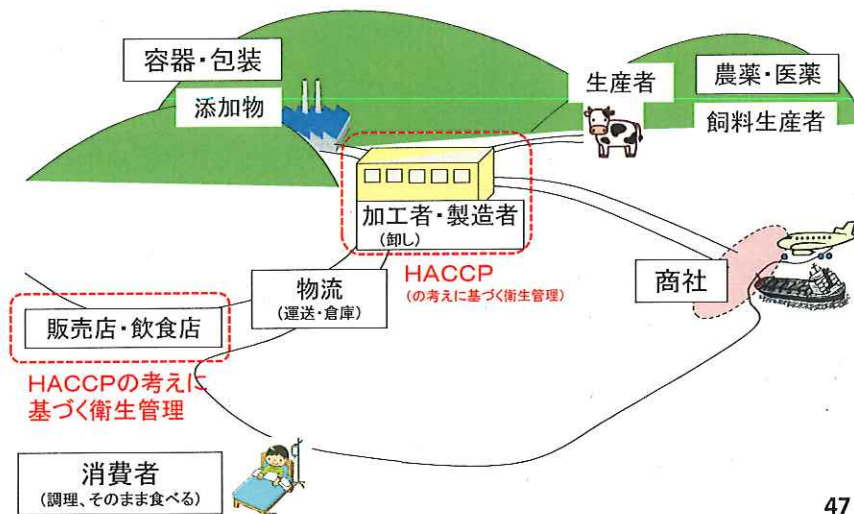 容器・包装
添加物
生産者
農薬・医薬
飼料生産者
加工者・製造者
(卸し)
HACCP
(の考えに基づく衛生管理)
商社
物流
(運送・倉庫)
販売店・飲食店
HACCPの考えに
基づく衛生管理
消費者
(調理、そのまま食べる)
47